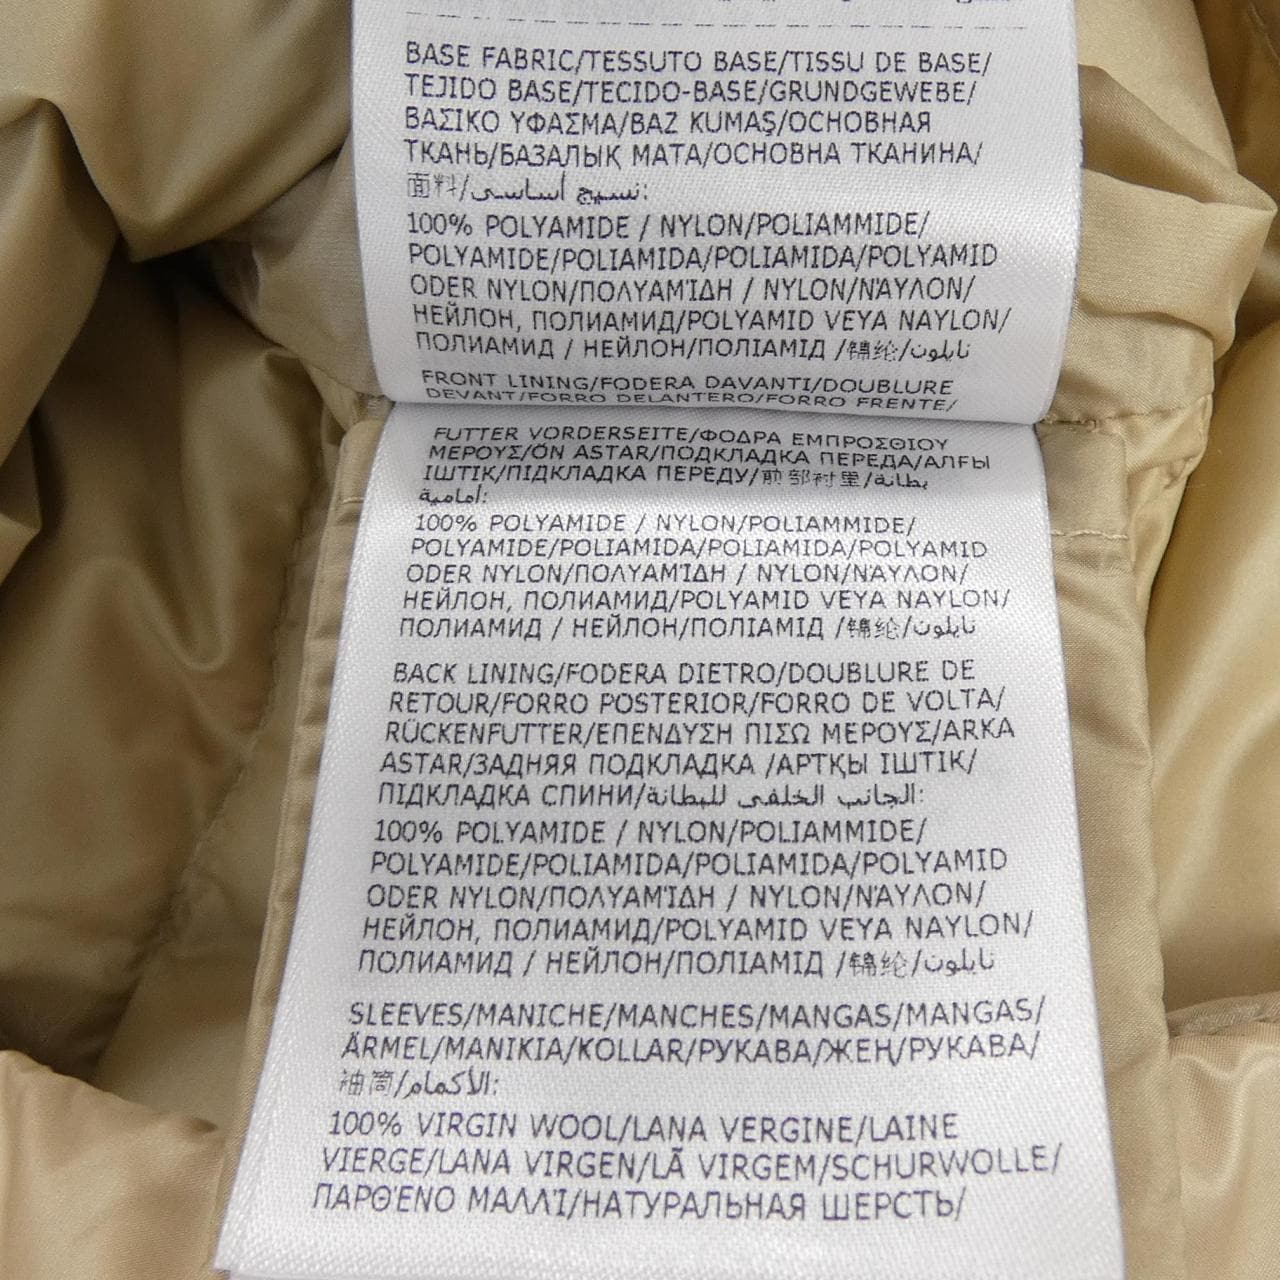 BASE FABRIC/TESSUTO BASE/TISSU DE BASE/
TEJIDO BASE/TECIDO-BASE/GRUNDGEWEBE/
ΒΑΣΙΚΟ ΥΦΑΣΜΑ/BAZ KUMAŞ/ОСНОВНАЯ
ТКАНЬ/БАЗАЛЫҚ МАТА/ОСНОВНА ТКАНИНА/
面料/نسيج أساسي:
100% POLYAMIDE / NYLON/POLIAMMIDE/
POLYAMIDE/POLIAMIDA/POLIAMIDA/POLYAMID
ODER NYLON/ΠΟΛΥΑΜΊΔΗ / NYLON/ΝΆΥΛΟΝ/
НЕЙЛОН, ПОЛИАМИД/POLYAMID VEYA NAYLON/
ПОЛИАМИД / НЕЙЛОН/ПОЛІАМІД /锦纶/نايلون
FRONT LINING/FODERA DAVANTI/DOUBLURE
DEVANT/FORRO DELANTERO/FORRO FRENTE/
FUTTER VORDERSEITE/ΦΟΔΡΑ ΕΜΠΡΟΣΘΙΟΥ
ΜΕΡΟΥΣ/ÖN ASTAR/ПОДКЛАДКА ПЕРЕДА/АЛҒЫ
ІШТІК/ПІДКЛАДКА ПЕРЕДУ/前部衬里/بطانة
أمامية:
100% POLYAMIDE / NYLON/POLIAMMIDE/
POLYAMIDE/POLIAMIDA/POLIAMIDA/POLYAMID
ODER NYLON/ΠΟΛΥΑΜΊΔΗ / NYLON/ΝΆΥΛΟΝ/
НЕЙЛОН, ПОЛИАМИД/POLYAMID VEYA NAYLON/
ПОЛИАМИД / НЕЙЛОН/ПОЛІАМІД /锦纶/نايلون
BACK LINING/FODERA DIETRO/DOUBLURE DE
RETOUR/FORRO POSTERIOR/FORRO DE VOLTA/
RÜCKENFUTTER/ΕΠΕΝΔΥΣΗ ΠΙΣΩ ΜΕΡΟΥΣ/ARKA
ASTAR/ЗАДНЯЯ ПОДКЛАДКА /АРТҚЫ ІШТІК/
ПІДКЛАДКА СПИНИ/الجانب الخلفي للبطانة:
100% POLYAMIDE / NYLON/POLIAMMIDE/
POLYAMIDE/POLIAMIDA/POLIAMIDA/POLYAMID
ODER NYLON/ΠΟΛΥΑΜΊΔΗ / NYLON/ΝΆΥΛΟΝ/
НЕЙЛОН, ПОЛИАМИД/POLYAMID VEYA NAYLON/
ПОЛИАМИД / НЕЙЛОН/ПОЛІАМІД /锦纶/نايلون
SLEEVES/MANICHE/MANCHES/MANGAS/MANGAS/
ÄRMEL/ΜΑΝΙΚΙΑ/KOLLAR/РУКАВА/ЖЕҢ/РУКАВА/
袖筒/الأكمام:
100% VIRGIN WOOL/LANA VERGINE/LAINE
VIERGE/LANA VIRGEN/LÃ VIRGEM/SCHURWOLLE/
ΠΑΡΘΈΝΟ ΜΑΛΛΊ/НАТУРАЛЬНАЯ ШЕРСТЬ/